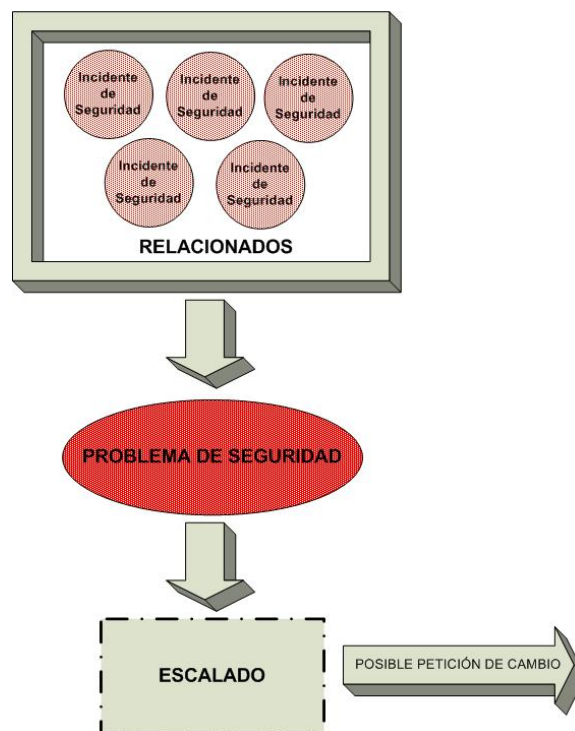 Incidente
de
Seguridad
Incidente
de
Seguridad
Incidente
de
Seguridad
Incidente
de
Seguridad
Incidente
de
Seguridad
RELACIONADOS
PROBLEMA DE SEGURIDAD
ESCALADO
POSIBLE PETICIÓN DE CAMBIO